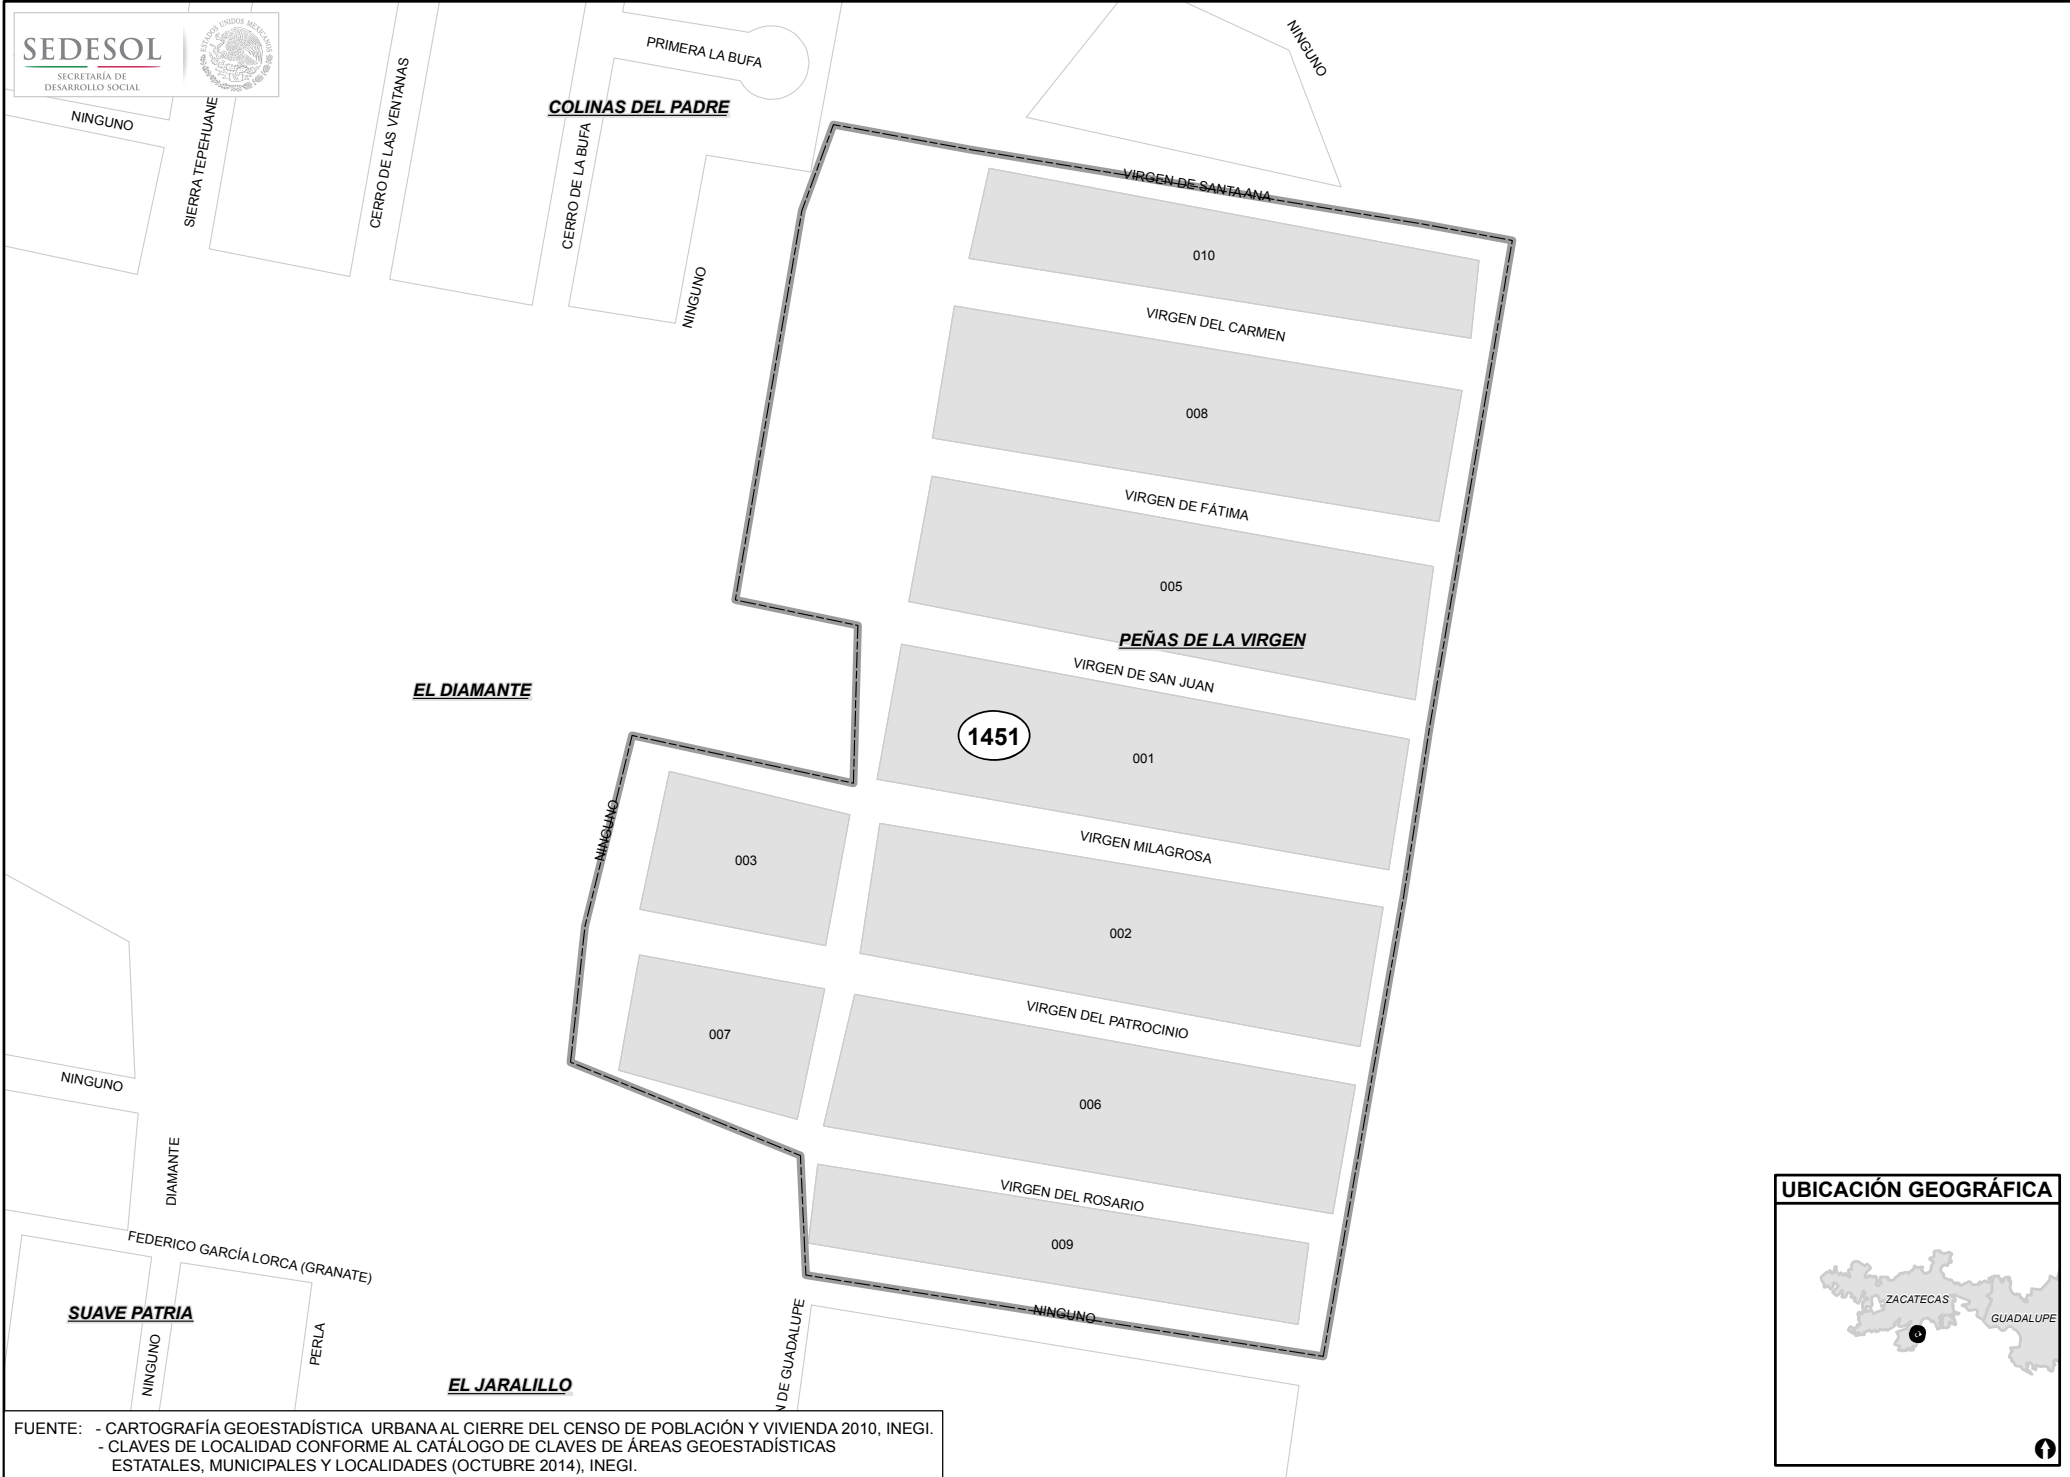 SEDESOL
SECRETARÍA DE
DESARROLLO SOCIAL
ESTADOS UNIDOS MEXICANOS
PRIMERA LA BUFA
NINGUNO
COLINAS DEL PADRE
NINGUNO
SIERRA TEPEHUANE
CERRO DE LAS VENTANAS
CERRO DE LA BUFA
NINGUNO
VIRGEN DE SANTA ANA
010
VIRGEN DEL CARMEN
008
VIRGEN DE FÁTIMA
005
PEÑAS DE LA VIRGEN
VIRGEN DE SAN JUAN
EL DIAMANTE
1451
001
NINGUNO
VIRGEN MILAGROSA
003
002
VIRGEN DEL PATROCINIO
007
NINGUNO
006
DIAMANTE
VIRGEN DEL ROSARIO
009
FEDERICO GARCÍA LORCA (GRANATE)
SUAVE PATRIA
NINGUNO
PERLA
NINGUNO
N DE GUADALUPE
EL JARALILLO
UBICACIÓN GEOGRÁFICA
ZACATECAS
GUADALUPE
FUENTE: - CARTOGRAFÍA GEOESTADÍSTICA URBANA AL CIERRE DEL CENSO DE POBLACIÓN Y VIVIENDA 2010, INEGI.
- CLAVES DE LOCALIDAD CONFORME AL CATÁLOGO DE CLAVES DE ÁREAS GEOESTADÍSTICAS
ESTATALES, MUNICIPALES Y LOCALIDADES (OCTUBRE 2014), INEGI.